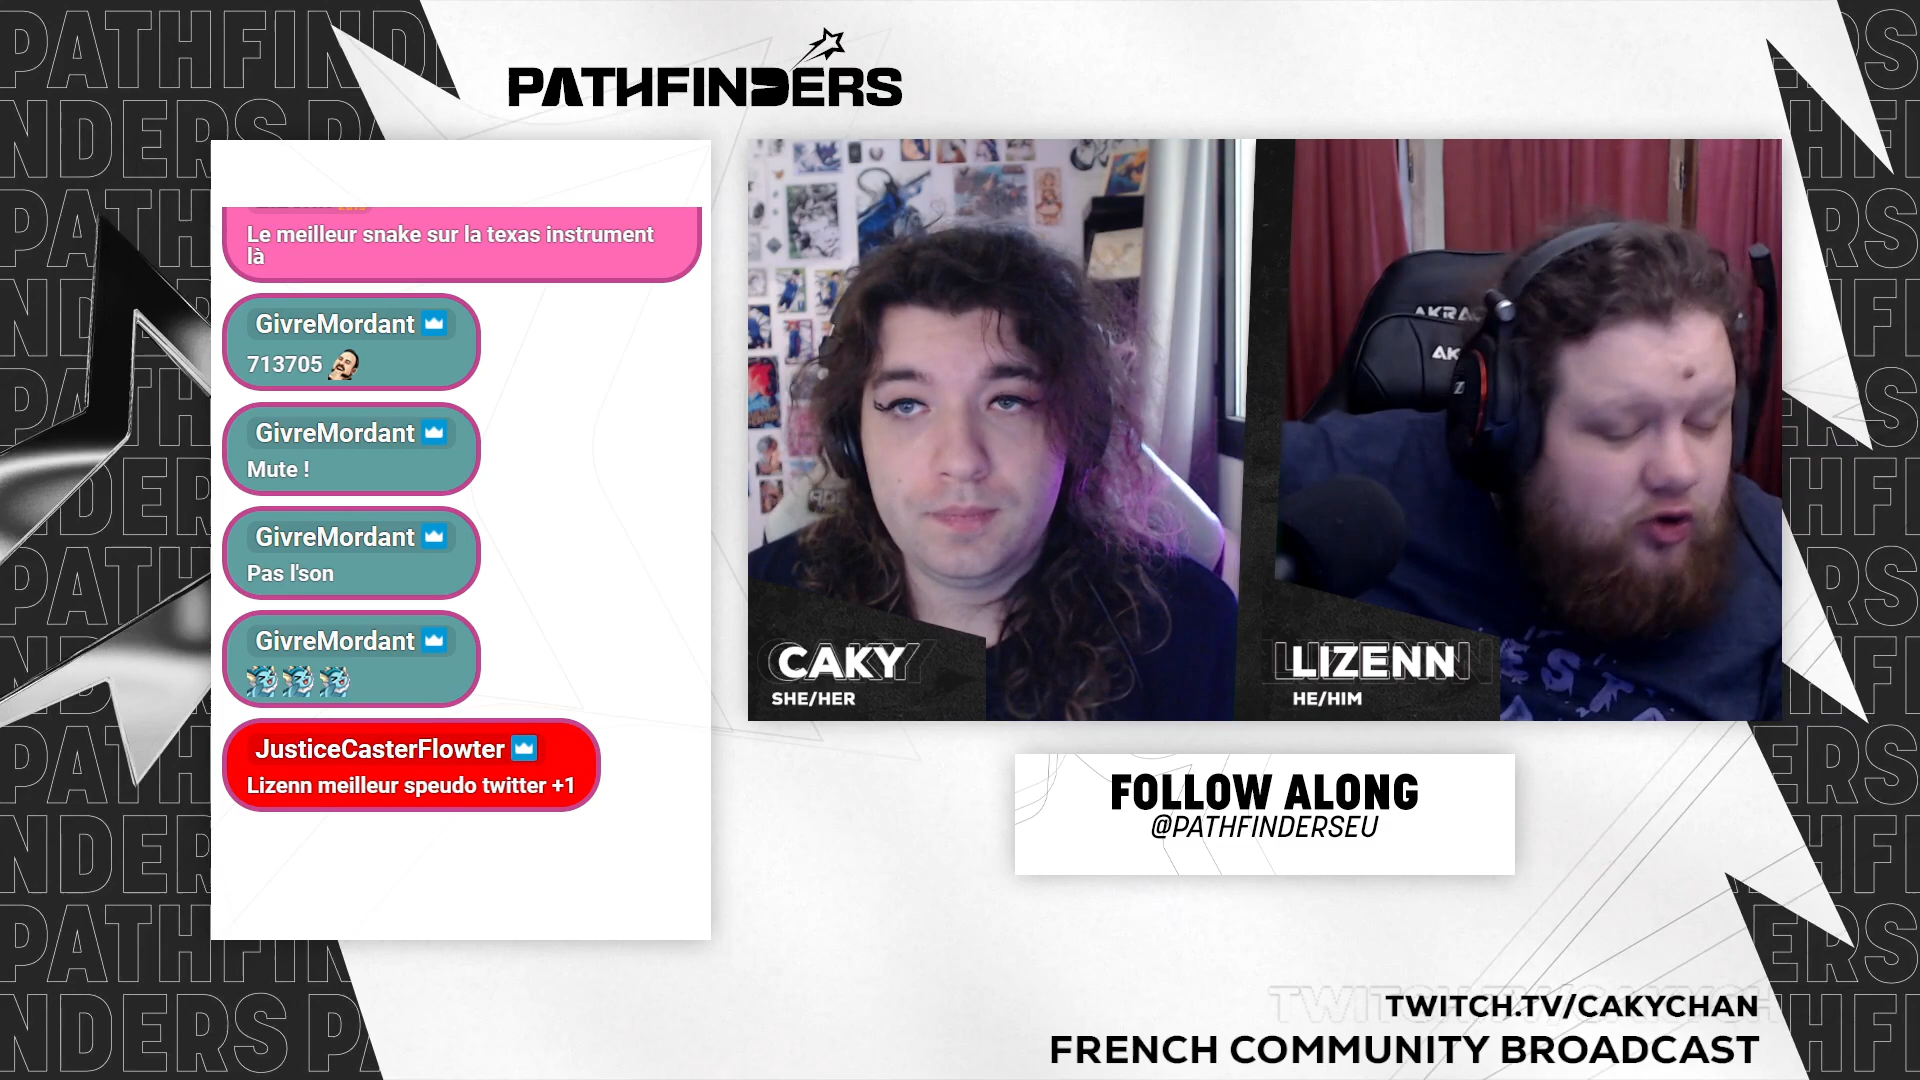 PATHFINDERS
Le meilleur snake sur la texas instrument
là
GivreMordant
713705
GivreMordant
Mute !
GivreMordant
Pas l'son
GivreMordant
JusticeCasterFlowter
Lizenn meilleur speudo twitter +1
AKRA
AK
CAKY
SHE/HER
LIZENN
HE/HIM
FOLLOW ALONG
@PATHFINDERSEU
TWITCH.TV/CAKYCHAN
FRENCH COMMUNITY BROADCAST